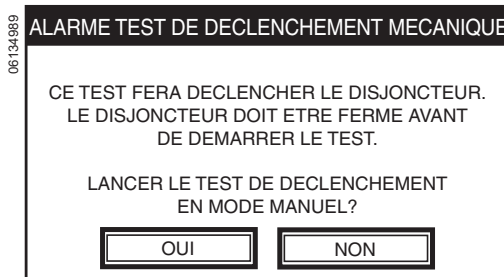 06134989
ALARME TEST DE DECLENCHEMENT MECANIQUE
CE TEST FERA DECLENCHER LE DISJONCTEUR.
LE DISJONCTEUR DOIT ETRE FERME AVANT
DE DEMARRER LE TEST.
LANCER LE TEST DE DECLENCHEMENT
EN MODE MANUEL?
OUI
NON